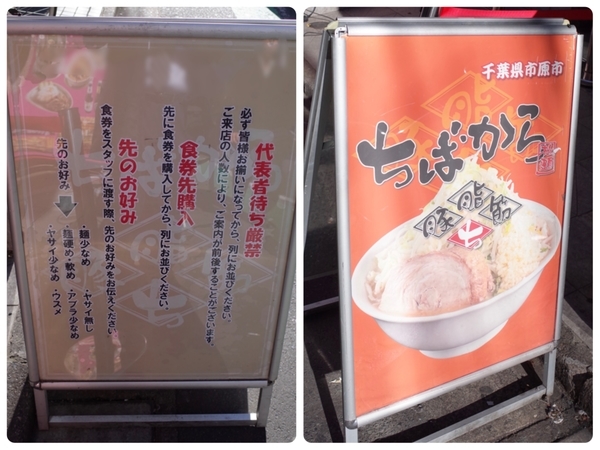 代表者待ち厳禁
必ず皆様お揃いになってから、列にお並びください。
ご来店の人数により、ご案内が前後することがございます。
食券先購入
先に食券を購入してから、列にお並びください。
先のお好み
食券をスタッフに渡す際、先のお好みをお伝えください。
先のお好み
麺少なめ ・ヤサイ無し
・麺硬め・軟め ・アブラ少なめ
・ヤサイ少なめ ・ウスメ
千葉県市原市
ちばから
豚脂節
ち